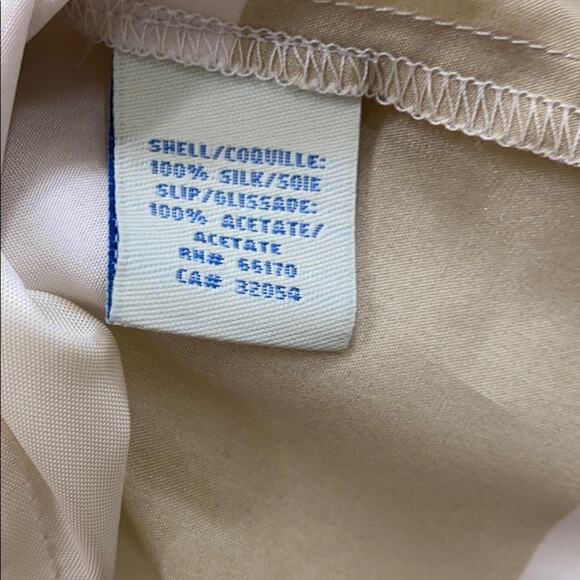 SHELL/COQUILLE:
100% SILK/SOIE
SLIP/GLISSADE:
100% ACETATE/
ACETATE
RN# 66170
CA# 32054